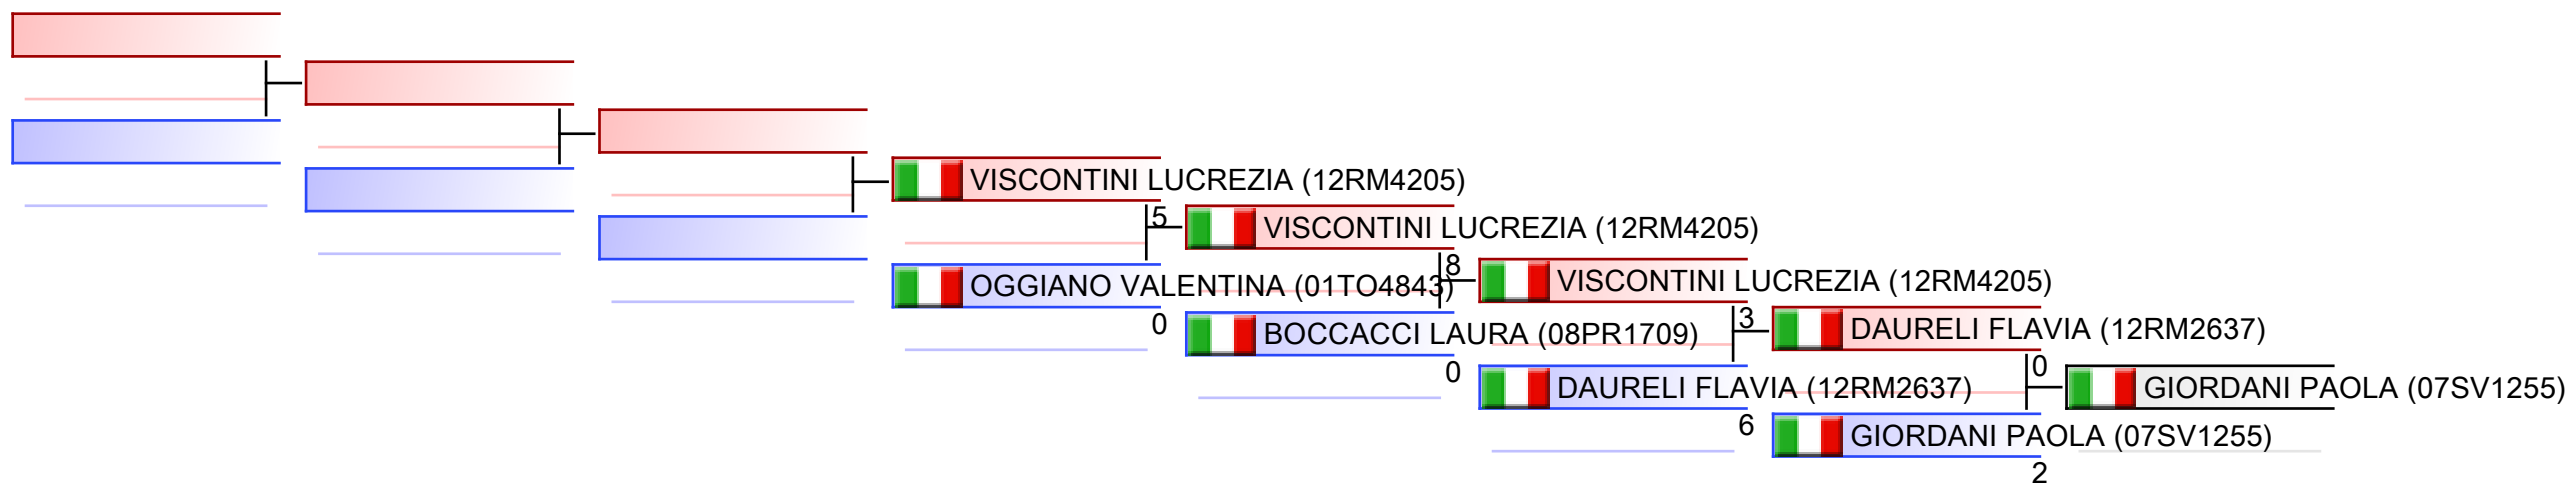 VISCONTINI LUCREZIA (12RM4205)
5
VISCONTINI LUCREZIA (12RM4205)
OGGIANO VALENTINA (01TO4843)
0
8
VISCONTINI LUCREZIA (12RM4205)
BOCCACCI LAURA (08PR1709)
0
3
DAURELI FLAVIA (12RM2637)
DAURELI FLAVIA (12RM2637)
6
0
GIORDANI PAOLA (07SV1255)
GIORDANI PAOLA (07SV1255)
2